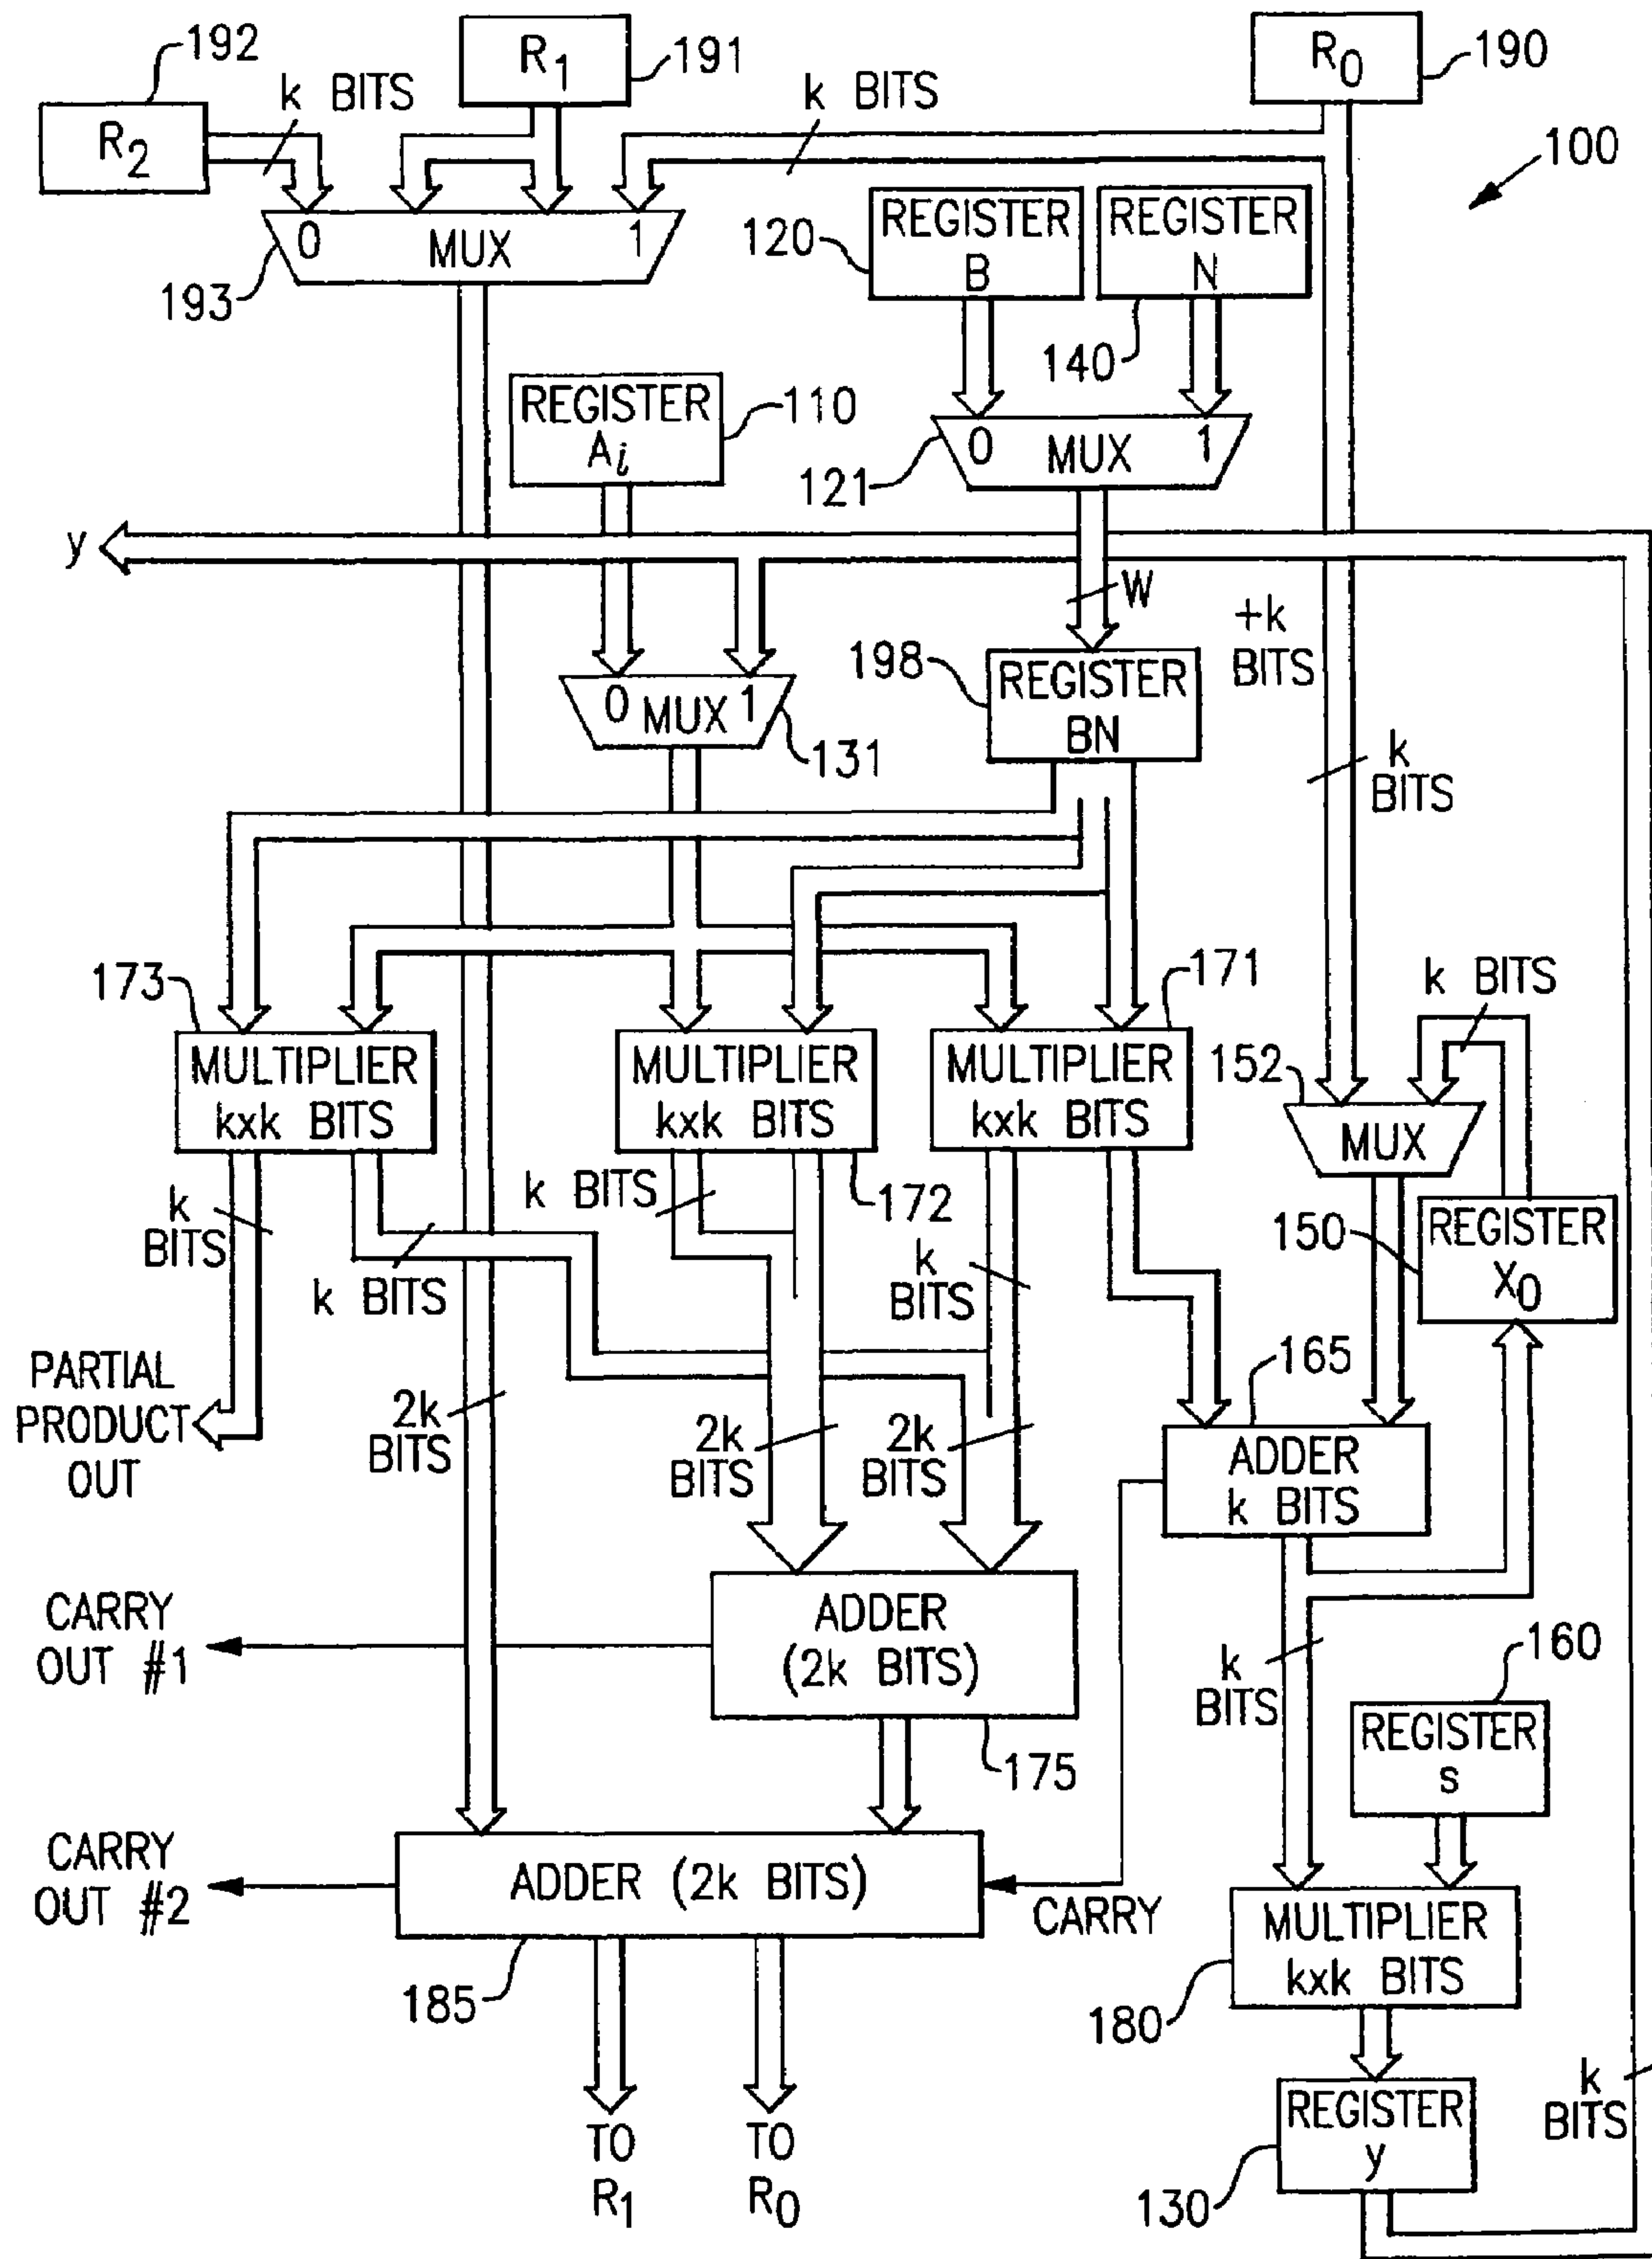 192
R1
191
R0
190
k BITS
k BITS
R2
100
0
MUX
1
193
120
REGISTER
B
REGISTER
N
140
REGISTER
Ai
110
0
MUX
1
121
y
W
+k
BITS
198
REGISTER
BN
0
MUX
1
131
k
BITS
173
171
k BITS
MULTIPLIER
kxk BITS
MULTIPLIER
kxk BITS
MULTIPLIER
kxk BITS
152
MUX
k
BITS
k BITS
172
k BITS
k
BITS
150
REGISTER
X0
PARTIAL
PRODUCT
OUT
2k
BITS
2k
BITS
2k
BITS
165
ADDER
k BITS
CARRY
OUT #1
ADDER
(2k BITS)
175
k
BITS
160
REGISTER
s
CARRY
OUT #2
ADDER (2k BITS)
CARRY
185
MULTIPLIER
kxk BITS
180
TO
R1
TO
R0
REGISTER
y
130
k
BITS